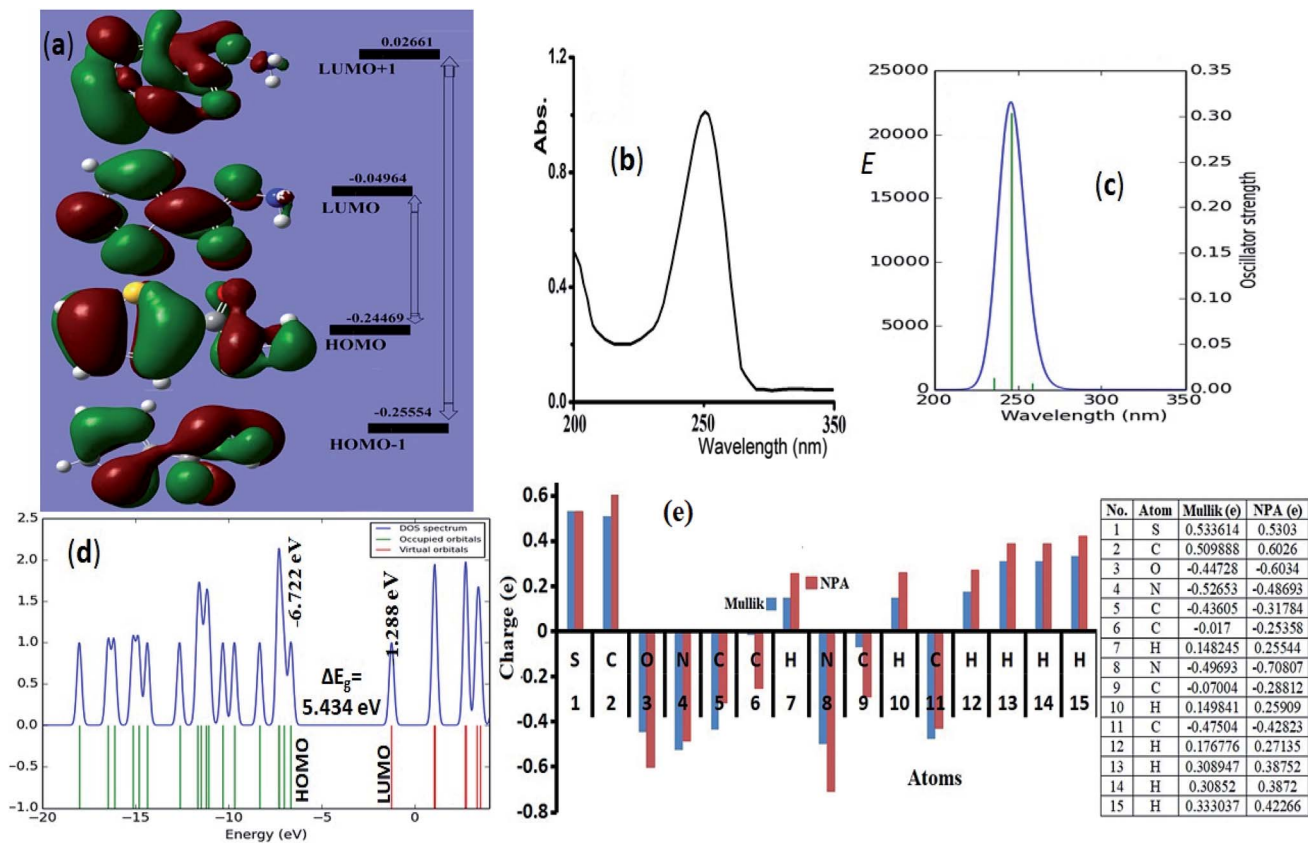 (a)
0.02661
LUMO+1
-0.04964
LUMO
-0.24469
HOMO
-0.25554
HOMO-1
1.2
0.8
0.4
0.0
Abs.
(b)
200
250
350
Wavelength (nm)
25000
20000
15000
10000
5000
0
E
(c)
0.35
0.30
0.25
0.20
0.15
0.10
0.05
0.00
Oscillator strength
200
250
300
350
Wavelength (nm)
2.5
2.0
1.5
1.0
0.5
0.0
-0.5
-1.0
(d)
DOS spectrum
Occupied orbitals
Virtual orbitals
-6.722 eV
1.288 eV
ΔEg=
5.434 eV
HOMO
LUMO
−20
−15
−10
−5
0
Energy (eV)
0.6
0.4
0.2
0
-0.2
-0.4
-0.6
-0.8
Charge (e)
(e)
Mullik
NPA
S C O N C C H N C H C H H H H
1 2 3 4 5 6 7 8 9 10 11 12 13 14 15
Atoms
No. Atom Mullik (e) NPA (e)
1 S 0.533614 0.5303
2 C 0.509888 0.6026
3 O -0.44728 -0.6034
4 N -0.52653 -0.48693
5 C -0.43605 -0.31784
6 C -0.017 -0.25358
7 H 0.148245 0.25544
8 N -0.49693 -0.70807
9 C -0.07004 -0.28812
10 H 0.149841 0.25909
11 C -0.47504 -0.42823
12 H 0.176776 0.27135
13 H 0.308947 0.38752
14 H 0.30852 0.3872
15 H 0.333037 0.42266